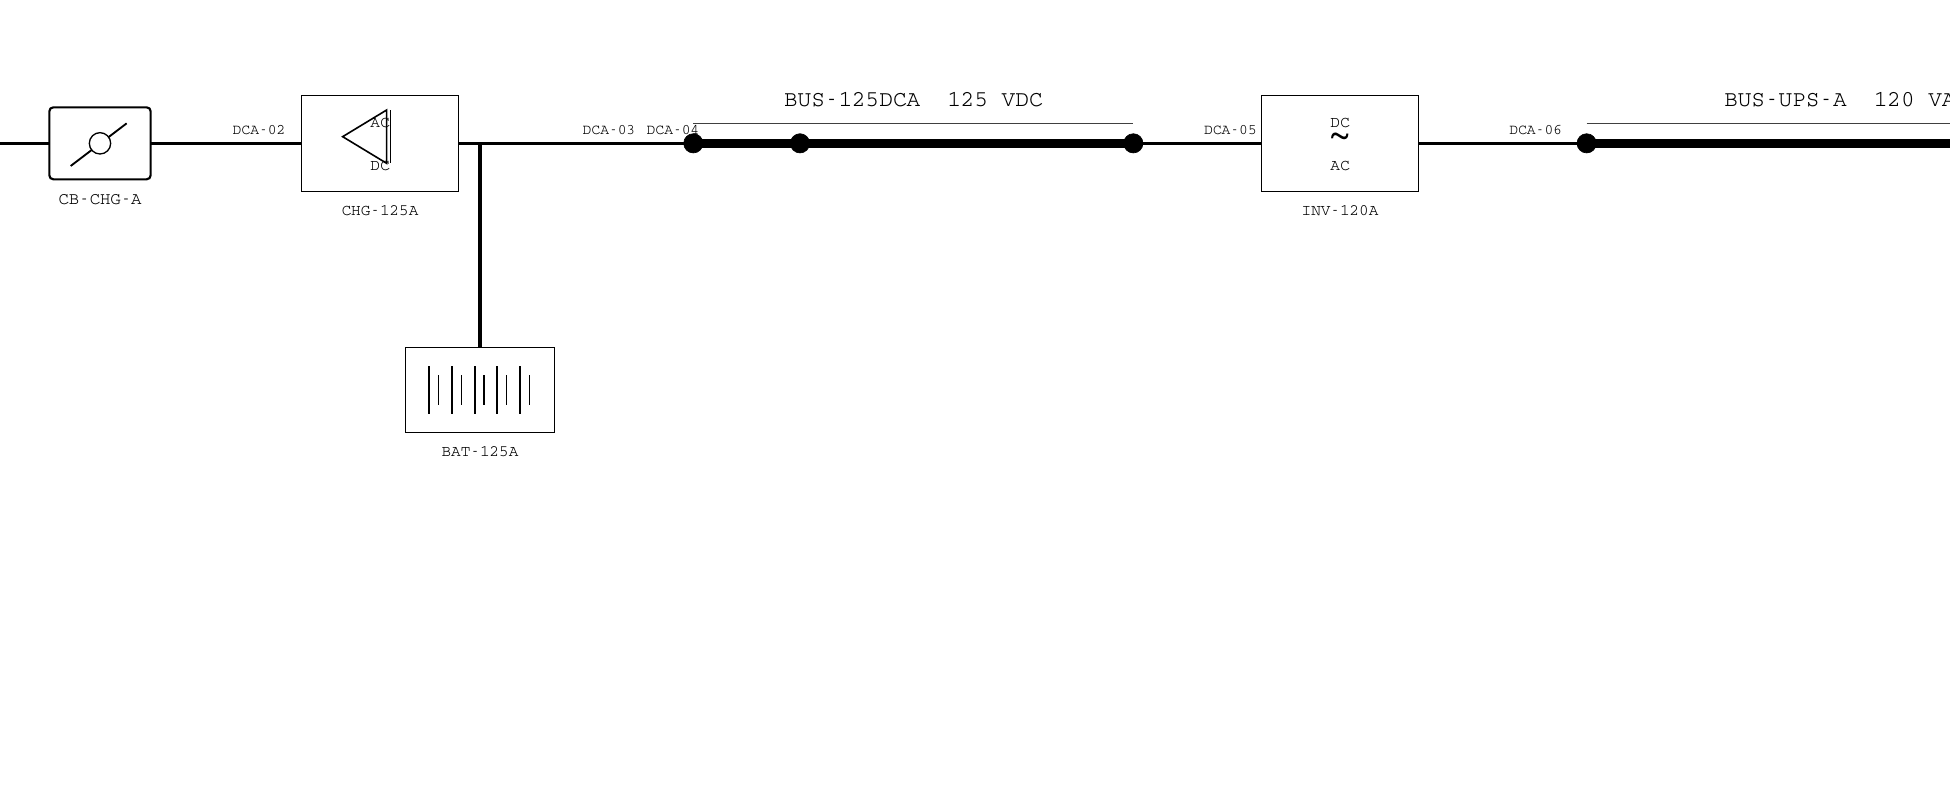 BUS-125DCA  125 VDC
BUS-UPS-A  120 VA
DCA-02
AC
DC
DCA-03
DCA-04
DCA-05
DC
~
AC
DCA-06
CB-CHG-A
CHG-125A
INV-120A
BAT-125A